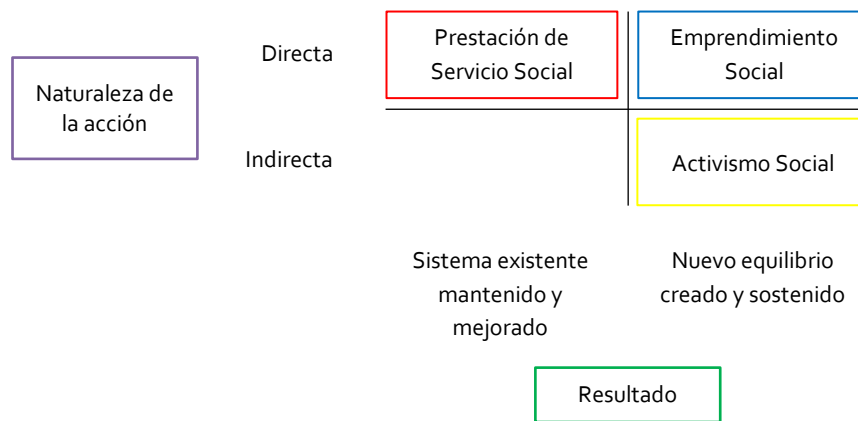 Directa
Prestación de
Servicio Social
Emprendimiento
Social
Naturaleza de
la acción
Indirecta
Activismo Social
Sistema existente
mantenido y
mejorado
Nuevo equilibrio
creado y sostenido
Resultado